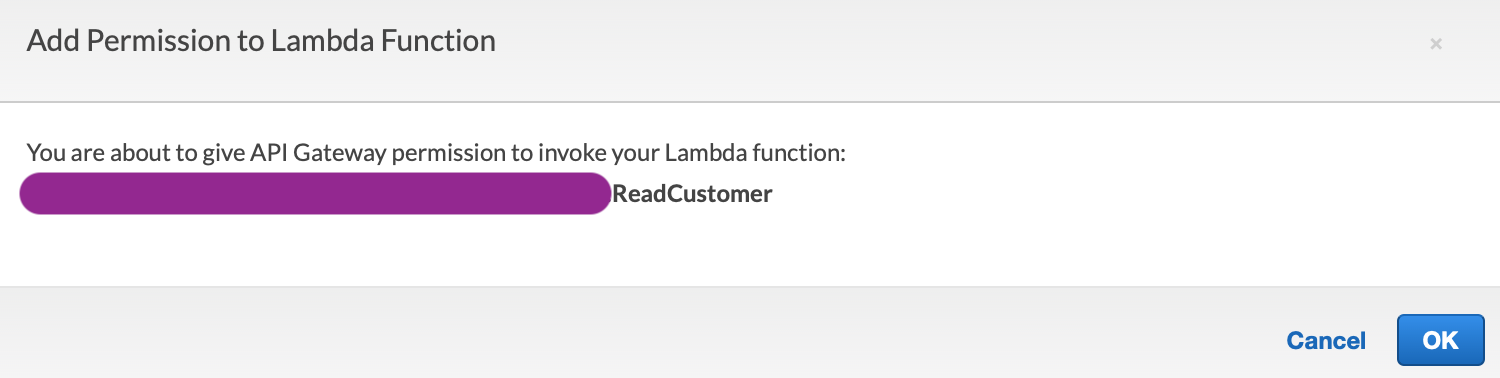 Add Permission to Lambda Function
×
You are about to give API Gateway permission to invoke your Lambda function:
ReadCustomer
Cancel OK